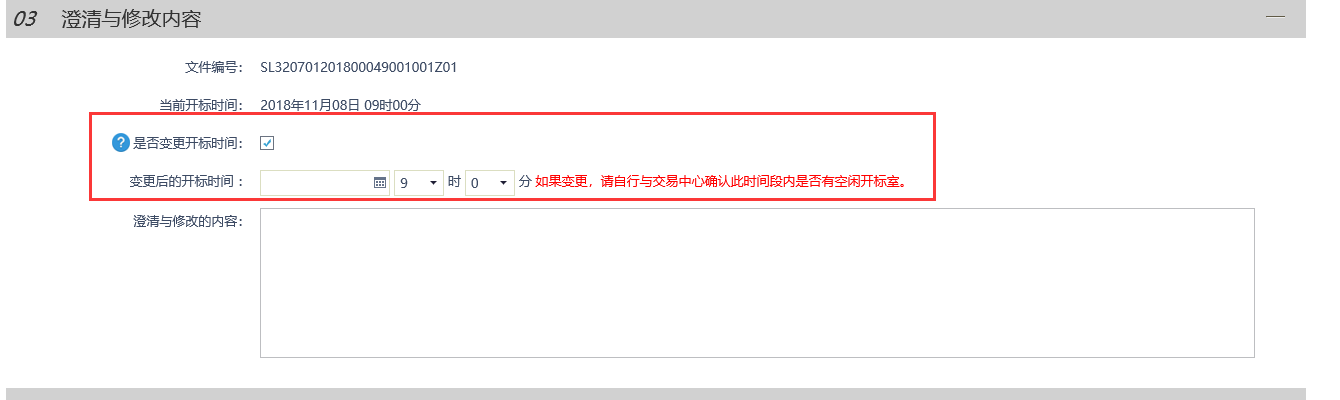 03 澄清与修改内容
文件编号： SL320701201800049001001Z01
当前开标时间： 2018年11月08日 09时00分
? 是否变更开标时间：
变更后的开标时间： 9 时 0 分 如果变更，请自行与交易中心确认此时间段内是否有空闲开标室。
澄清与修改的内容：